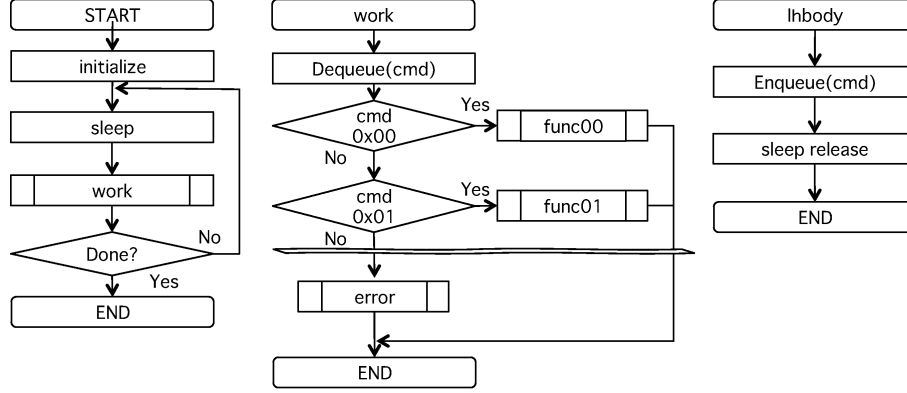 START
initialize
sleep
work
Done?
No
Yes
END
work
Dequeue(cmd)
cmd
0x00
Yes
func00
No
cmd
0x01
Yes
func01
No
error
END
lhbody
Enqueue(cmd)
sleep release
END